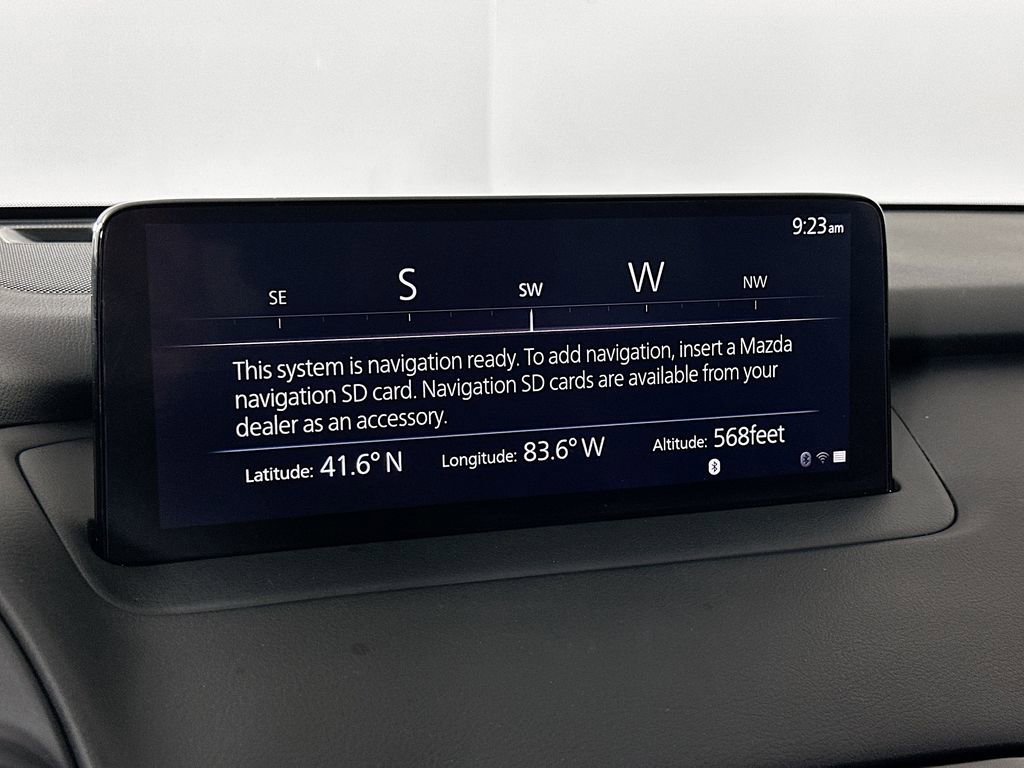 9:23am
SE S SW W NW
This system is navigation ready. To add navigation, insert a Mazda
navigation SD card. Navigation SD cards are available from your
dealer as an accessory.
Latitude: 41.6° N Longitude: 83.6° W Altitude: 568feet